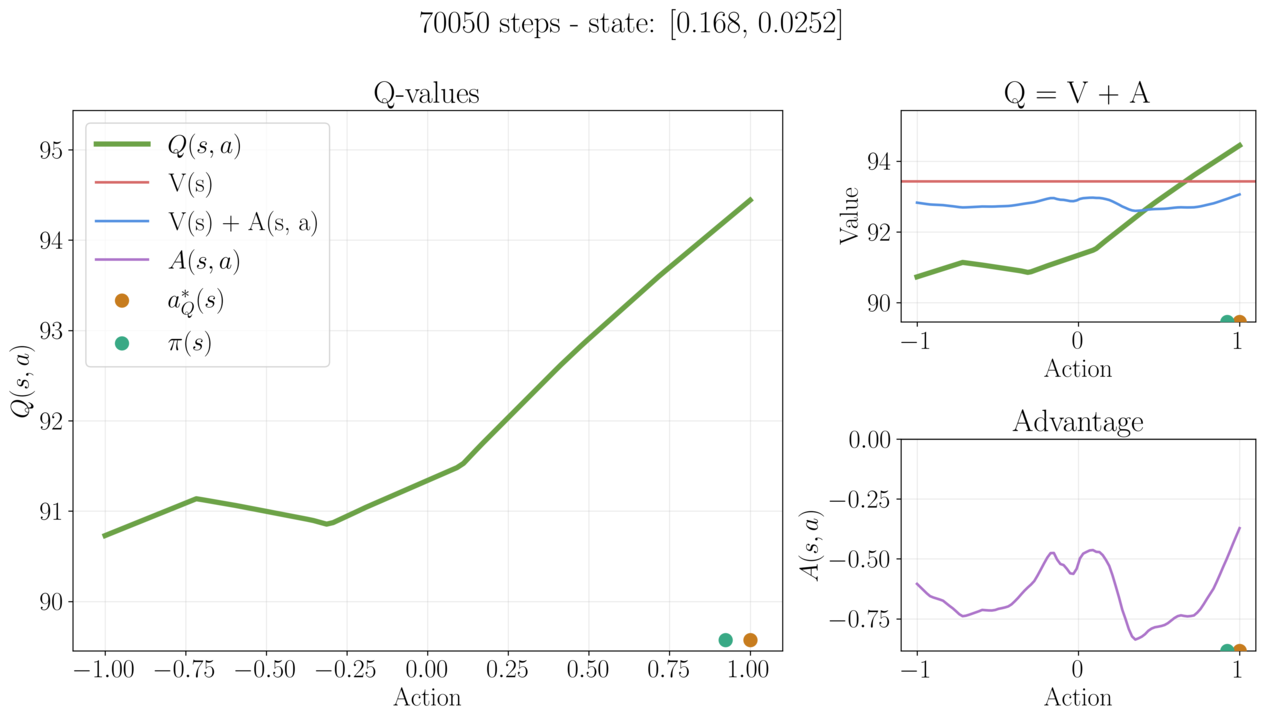 70050 steps - state: [0.168, 0.0252]
Q-values
Q(s, a)
V(s)
V(s) + A(s, a)
A(s, a)
a*Q(s)
π(s)
95
94
93
92
91
90
Q(s, a)
−1.00 −0.75 −0.50 −0.25 0.00 0.25 0.50 0.75 1.00
Action
Q = V + A
94
92
90
Value
−1 0 1
Action
Advantage
0.00
−0.25
−0.50
−0.75
A(s, a)
−1 0 1
Action